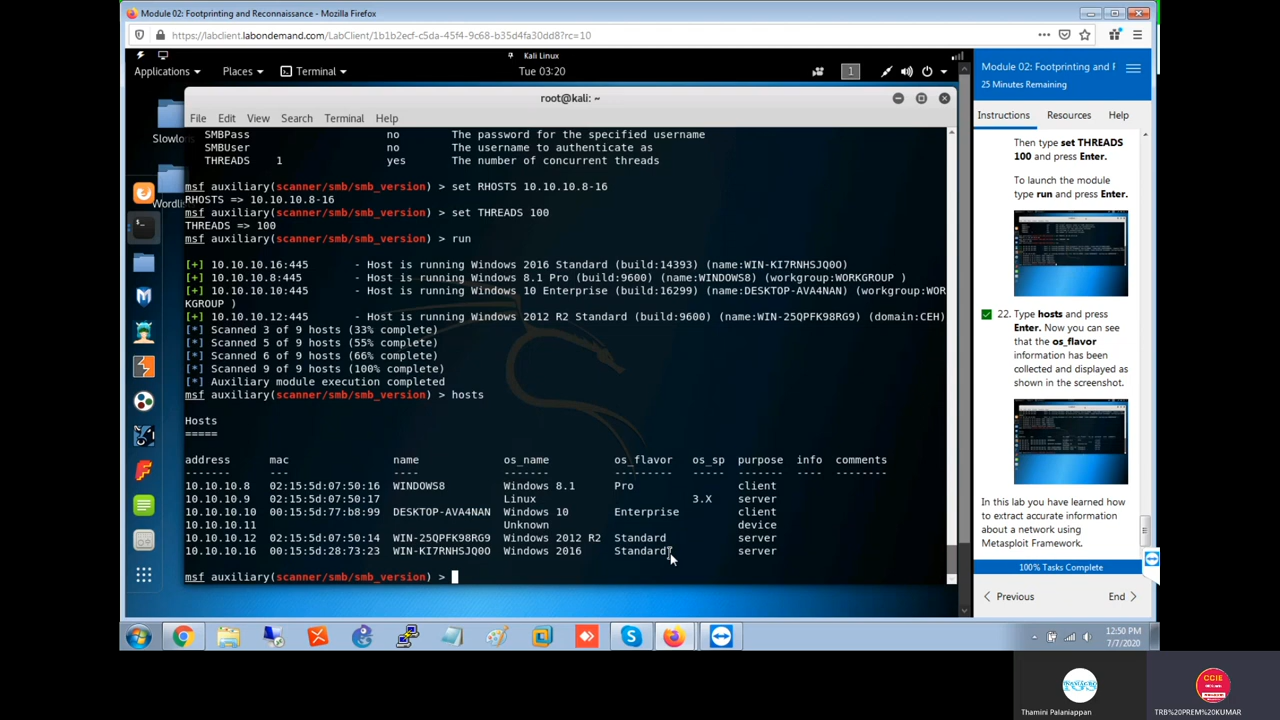 Module 02: Footprinting and Reconnaissance - Mozilla Firefox
https://labclient.labondemand.com/LabClient/1b1b2ecf-6oda-45f4-9c68-b35d4fa30dd8?rc=10
Kali Linux
Applications
Places
Terminal
Tue 03:20
1
root@kali: ~
File Edit View Search Terminal Help
Slowlor
Wordlis
SMBPass no The password for the specified username
SMBUser no The username to authenticate as
THREADS 1 yes The number of concurrent threads
msf auxiliary(scanner/smb/smb_version) > set RHOSTS 10.10.10.8-16
RHOSTS => 10.10.10.8-16
msf auxiliary(scanner/smb/smb_version) > set THREADS 100
THREADS => 100
msf auxiliary(scanner/smb/smb_version) > run
[+] 10.10.10.16:445 - Host is running Windows 2016 Standard (build:14393) (name:WIN-KI7RNHSJQ0O)
[+] 10.10.10.8:445 - Host is running Windows 8.1 Pro (build:9600) (name:WINDOWS8) (workgroup:WORKGROUP )
[+] 10.10.10.10:445 - Host is running Windows 10 Enterprise (build:16299) (name:DESKTOP-AVA4NAN) (workgroup:WOR
KGROUP )
[+] 10.10.10.12:445 - Host is running Windows 2012 R2 Standard (build:9600) (name:WIN-25QPFK98RG9) (domain:CEH)
[*] Scanned 3 of 9 hosts (33% complete)
[*] Scanned 5 of 9 hosts (55% complete)
[*] Scanned 6 of 9 hosts (66% complete)
[*] Scanned 9 of 9 hosts (100% complete)
[*] Auxiliary module execution completed
msf auxiliary(scanner/smb/smb_version) > hosts
Hosts
=====
address mac name os_name os_flavor os_sp purpose info comments
------- --- ---- ------- --------- ----- ------- ---- --------
10.10.10.8 02:15:5d:07:50:16 WINDOWS8 Windows 8.1 Pro client
10.10.10.9 02:15:5d:07:50:17 Linux 3.X server
10.10.10.10 00:15:5d:77:b8:99 DESKTOP-AVA4NAN Windows 10 Enterprise client
10.10.10.11 Unknown device
10.10.10.12 02:15:5d:07:50:14 WIN-25QPFK98RG9 Windows 2012 R2 Standard server
10.10.10.16 00:15:5d:28:73:23 WIN-KI7RNHSJQ0O Windows 2016 Standard server
msf auxiliary(scanner/smb/smb_version) >
Module 02: Footprinting and F
25 Minutes Remaining
Instructions Resources Help
Then type set THREADS
100 and press Enter.
To launch the module
type run and press Enter.
22. Type hosts and press
Enter. Now you can see
that the os_flavor
information has been
collected and displayed as
shown in the screenshot.
In this lab you have learned how
to extract accurate information
about a network using
Metasploit Framework.
100% Tasks Complete
Previous End
12:50 PM
7/7/2020
CCIE
Thamini Palaniappan
TRB%20PREM%20KUMAR